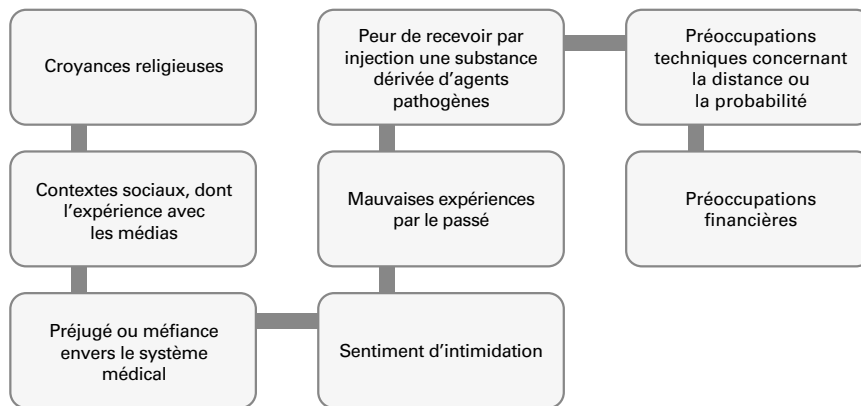 Croyances religieuses
Contextes sociaux, dont
l’expérience avec
les médias
Préjugé ou méfiance
envers le système
médical
Sentiment d’intimidation
Mauvaises expériences
par le passé
Peur de recevoir par
injection une substance
dérivée d’agents
pathogènes
Préoccupations
techniques concernant
la distance ou
la probabilité
Préoccupations
financières